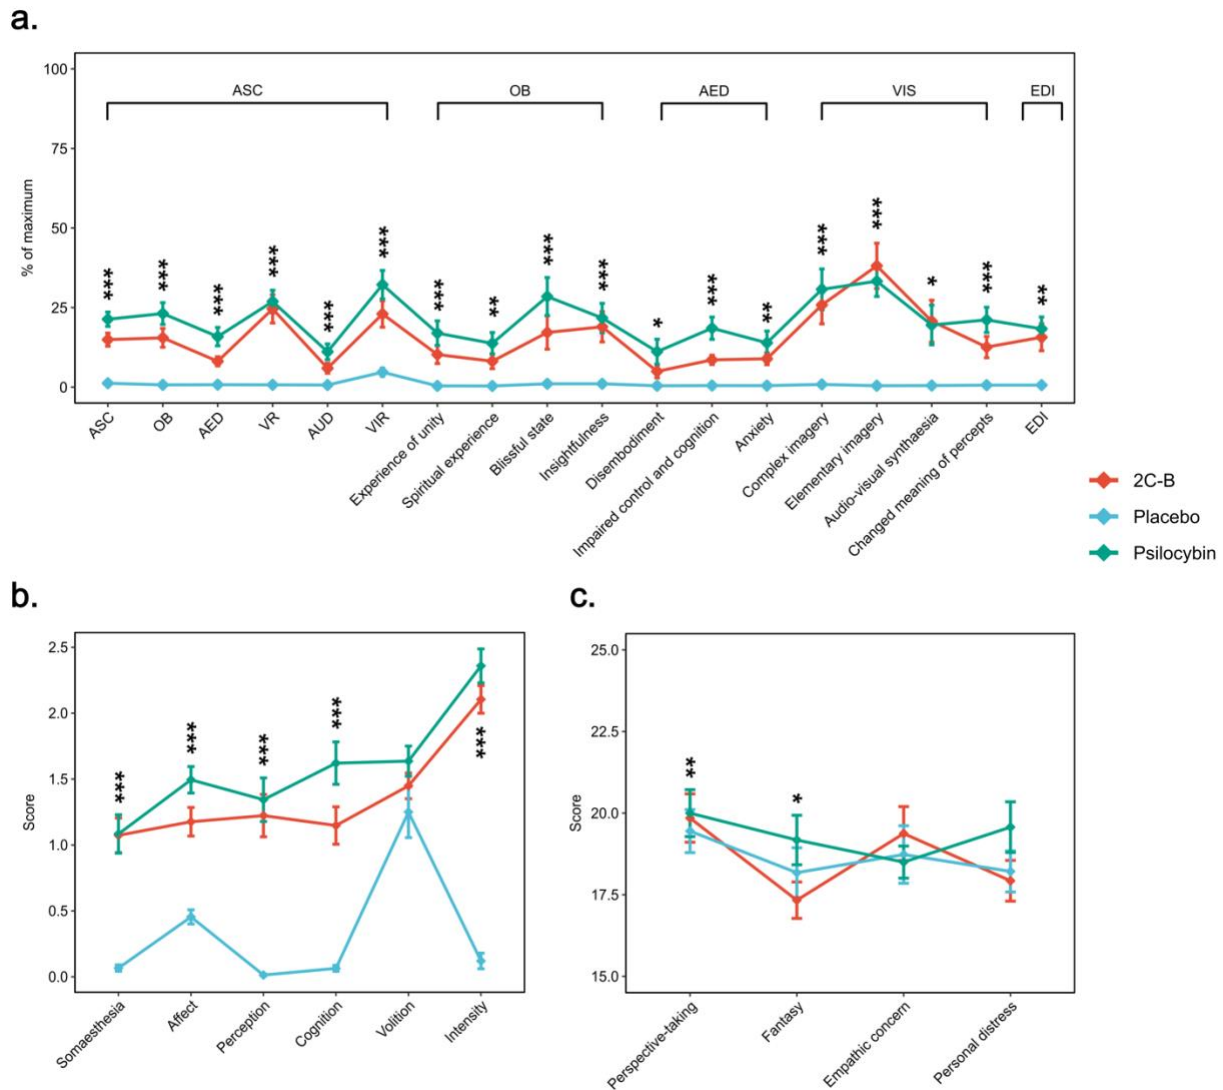 a.
100
75
50
25
0
% of maximum
ASC
OB
AED
VIS
EDI
***
***
***
***
***
***
***
**
***
***
*
***
**
***
***
*
***
**
ASC
OB
AED
VR
AUD
VIR
Experience of unity
Spiritual experience
Blissful state
Insightfulness
Disembodiment
Impaired control and cognition
Anxiety
Complex imagery
Elementary imagery
Audio-visual synthaesia
Changed meaning of percepts
EDI
2C-B
Placebo
Psilocybin
b.
2.5
2.0
1.5
1.0
0.5
0.0
Score
***
***
***
***
***
Somaesthesia
Affect
Perception
Cognition
Volition
Intensity
c.
25.0
22.5
20.0
17.5
15.0
Score
**
*
Perspective-taking
Fantasy
Empathic concern
Personal distress